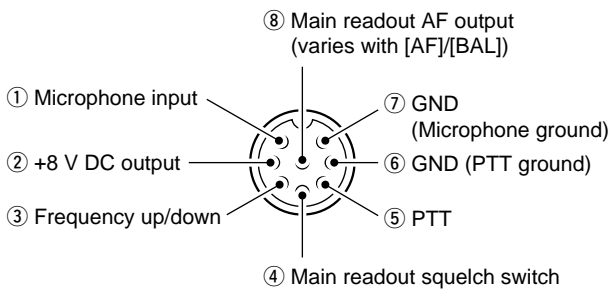 ⑧ Main readout AF output
(varies with [AF]/[BAL])
① Microphone input
⑦ GND
(Microphone ground)
② +8 V DC output
⑥ GND (PTT ground)
③ Frequency up/down
⑤ PTT
④ Main readout squelch switch